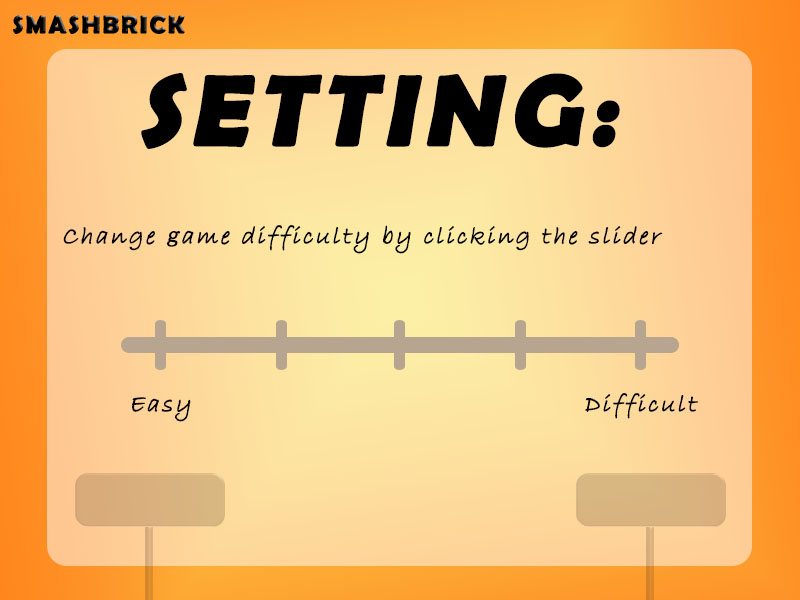 SMASHBRICK
SETTING:
Change game difficulty by clicking the slider
Easy
Difficult